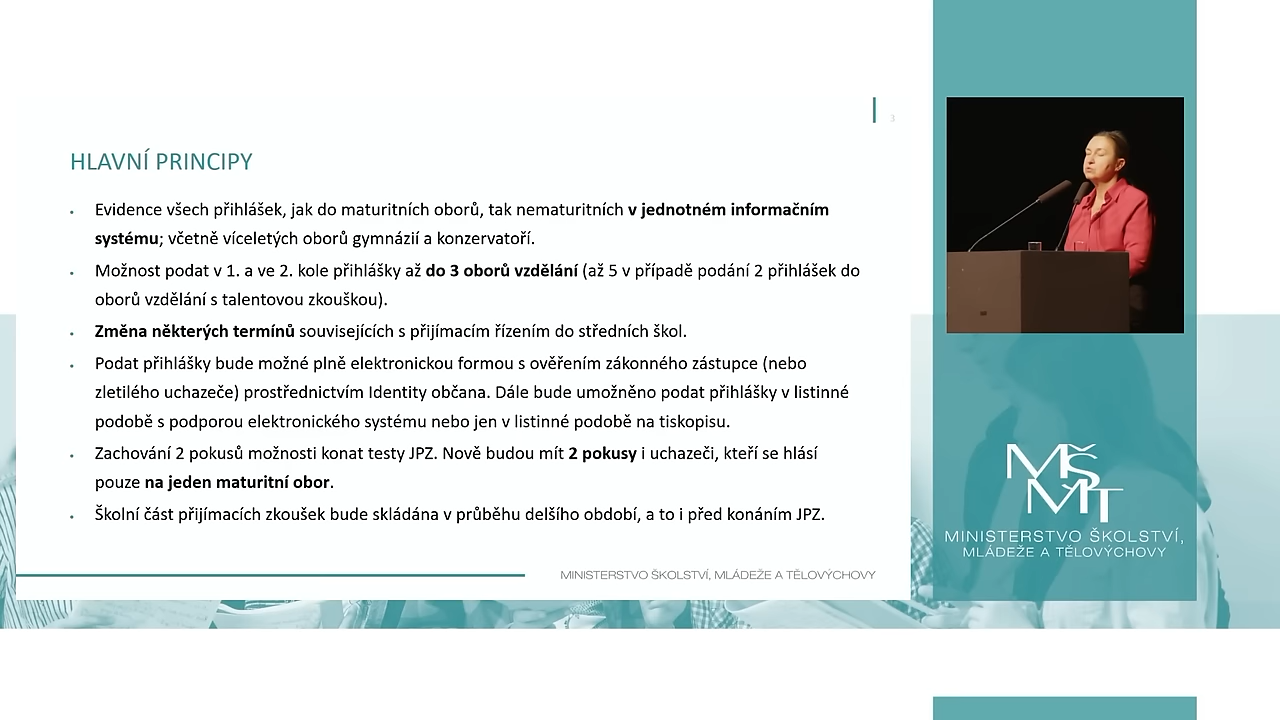 3
HLAVNÍ PRINCIPY
• Evidence všech přihlášek, jak do maturitních oborů, tak nematuritních v jednotném informačním
systému; včetně víceletých oborů gymnázií a konzervatoří.
• Možnost podat v 1. a ve 2. kole přihlášky až do 3 oborů vzdělání (až 5 v případě podání 2 přihlášek do
oborů vzdělání s talentovou zkouškou).
• Změna některých termínů souvisejících s přijímacím řízením do středních škol.
• Podat přihlášky bude možné plně elektronickou formou s ověřením zákonného zástupce (nebo
zletilého uchazeče) prostřednictvím Identity občana. Dále bude umožněno podat přihlášky v listinné
podobě s podporou elektronického systému nebo jen v listinné podobě na tiskopisu.
• Zachování 2 pokusů možnosti konat testy JPZ. Nově budou mít 2 pokusy i uchazeči, kteří se hlásí
pouze na jeden maturitní obor.
• Školní část přijímacích zkoušek bude skládána v průběhu delšího období, a to i před konáním JPZ.
MINISTERSTVO ŠKOLSTVÍ, MLÁDEŽE A TĚLOVÝCHOVY
MŠ
MT
MINISTERSTVO ŠKOLSTVÍ,
MLÁDEŽE A TĚLOVÝCHOVY